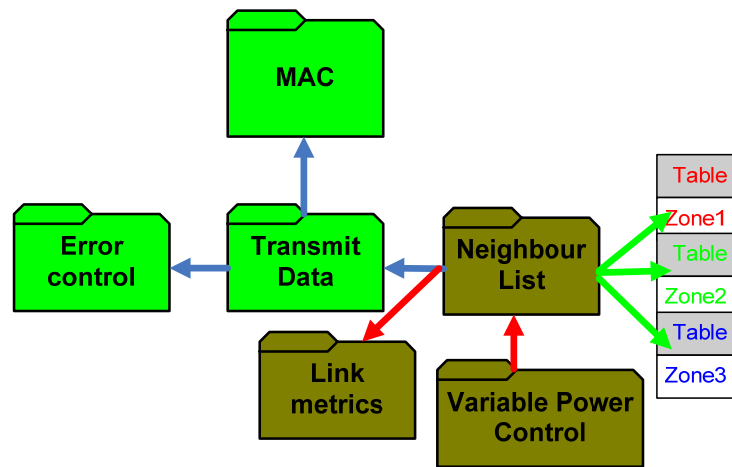 MAC
Error
control
Transmit
Data
Neighbour
List
Link
metrics
Variable Power
Control
Table
Zone1
Table
Zone2
Table
Zone3